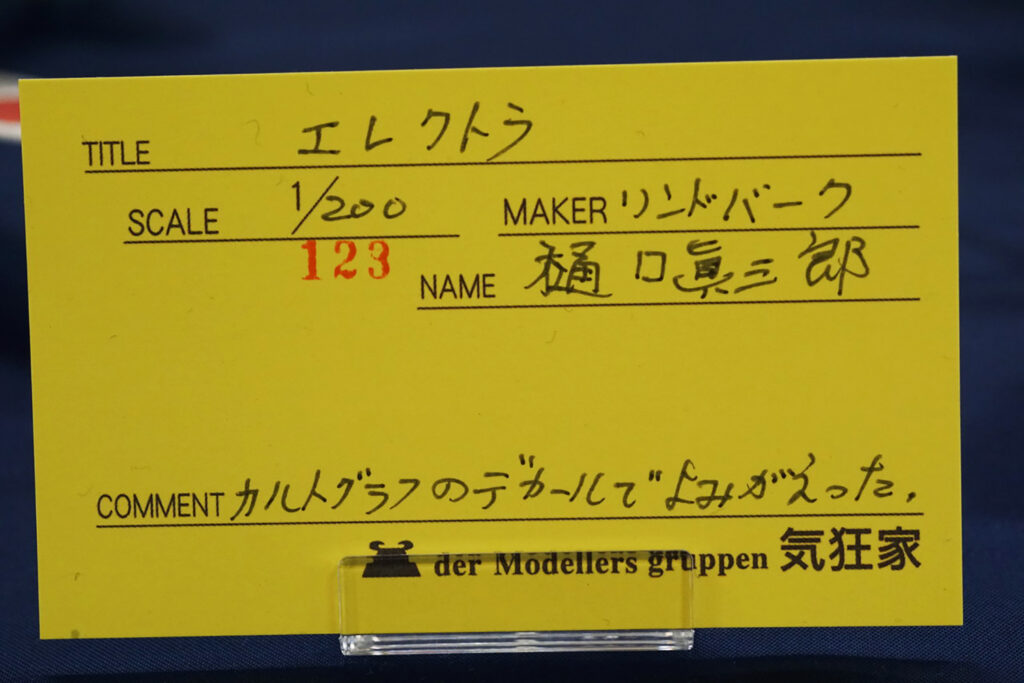 TITLE エレクトラ
SCALE 1/200 MAKER リンドバーク
123
NAME 樋口眞三郎
COMMENT カルトグラフのデカールでよみがえった.
der Modellers gruppen 気狂家